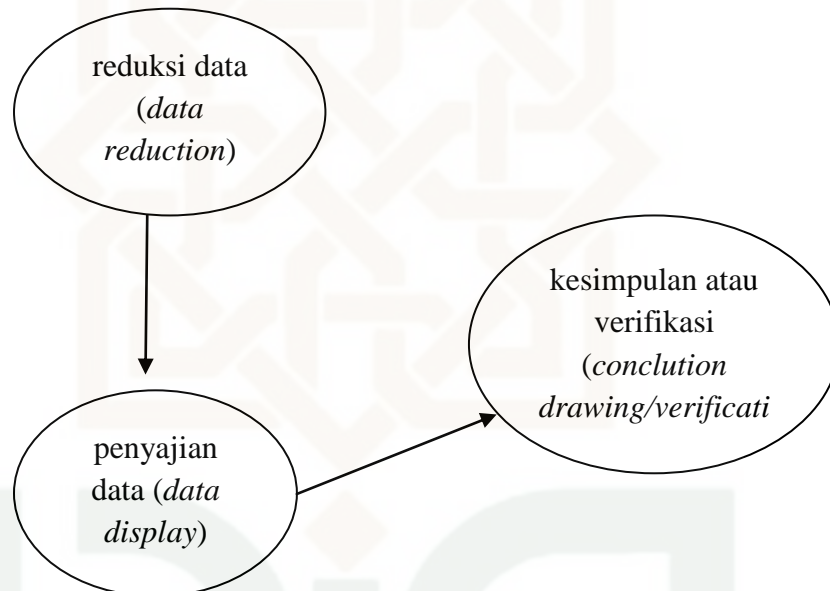 reduksi data
(data
reduction)
kesimpulan atau
verifikasi
(conclution
drawing/verificati
penyajian
data (data
display)